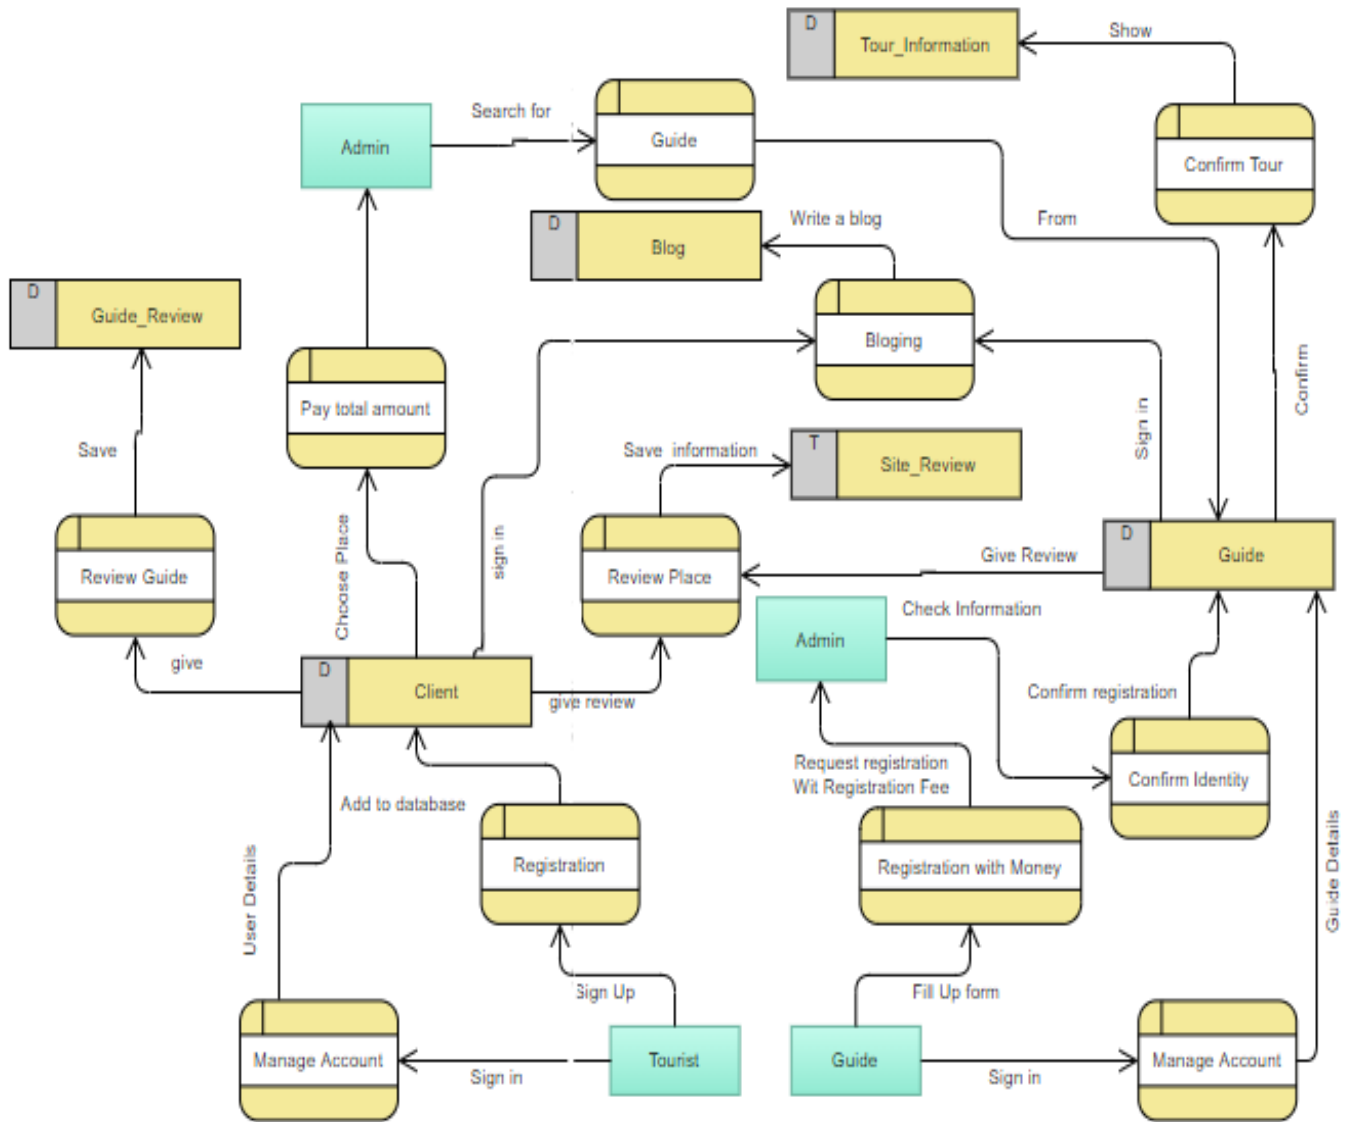 D
Tour_Information
Show
Admin
Search for
Guide
Confirm Tour
D
Blog
Write a blog
From
D
Guide_Review
Bloging
Pay total amount
Confirm
Save
Save  information
T
Site_Review
Sign in
Choose Place
sign in
Review Guide
Review Place
Give Review
D
Guide
give
D
Client
give review
Admin
Check Information
Confirm registration
Request registration
Wit Registration Fee
Confirm Identity
Add to database
User Details
Registration
Registration with Money
Guide Details
Sign Up
Fill Up form
Manage Account
Sign in
Tourist
Guide
Sign in
Manage Account